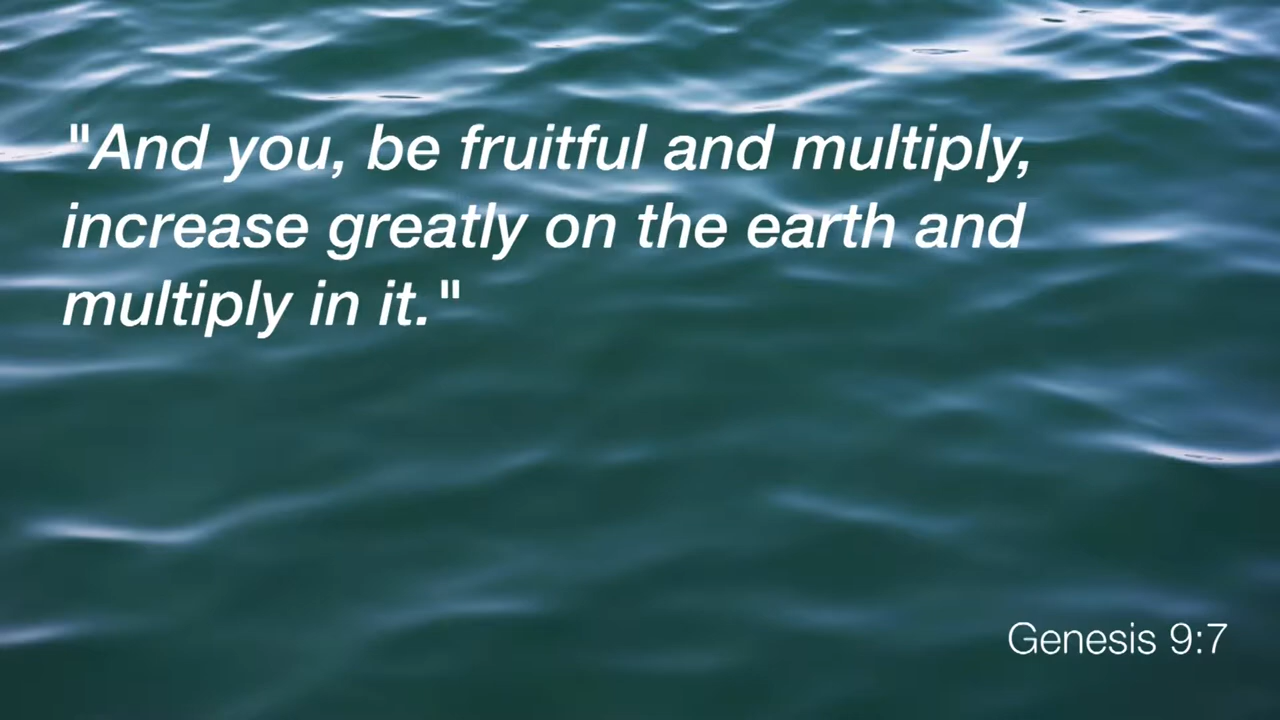 "And you, be fruitful and multiply,
increase greatly on the earth and
multiply in it."
Genesis 9:7